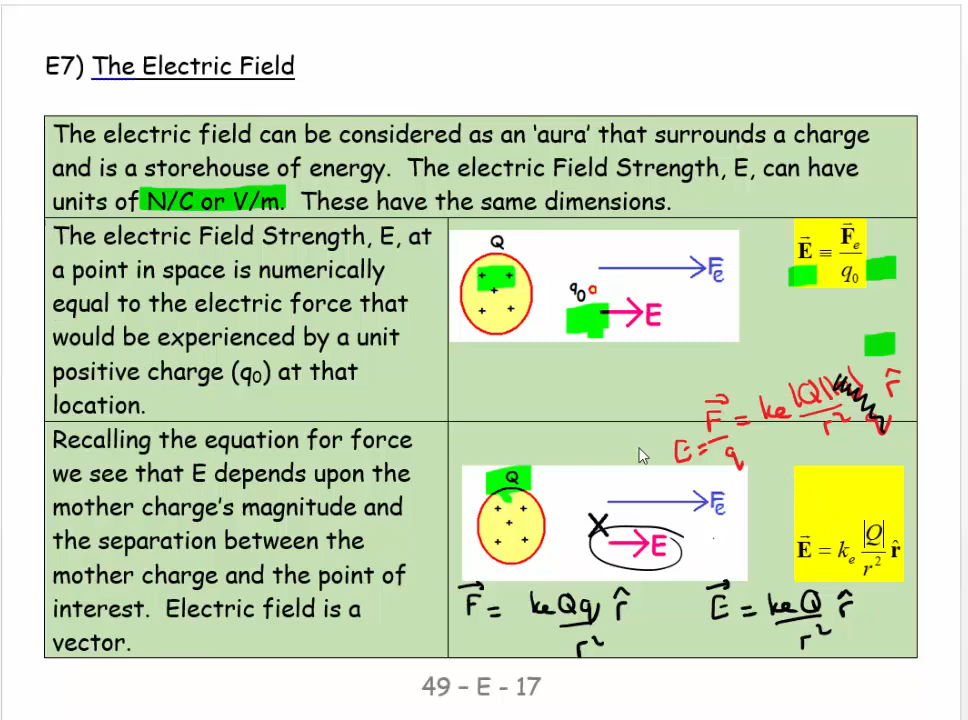 E7) The Electric Field
The electric field can be considered as an ‘aura’ that surrounds a charge
and is a storehouse of energy. The electric Field Strength, E, can have
units of N/C or V/m. These have the same dimensions.
The electric Field Strength, E, at
a point in space is numerically
equal to the electric force that
would be experienced by a unit
positive charge (q₀) at that
location.
Q
+ +
+
+ +
q₀
Fe
E
E⃗ ≡ F⃗e / q₀
F⃗ = ke |Q| / r² r̂
E = F⃗ / q
Recalling the equation for force
we see that E depends upon the
mother charge’s magnitude and
the separation between the
mother charge and the point of
interest. Electric field is a
vector.
Q
+ +
+
+ +
X
Fe
E
E⃗ = ke |Q| / r² r̂
F⃗ = keQq / r² r̂
E⃗ = keQ / r² r̂
49 – E - 17